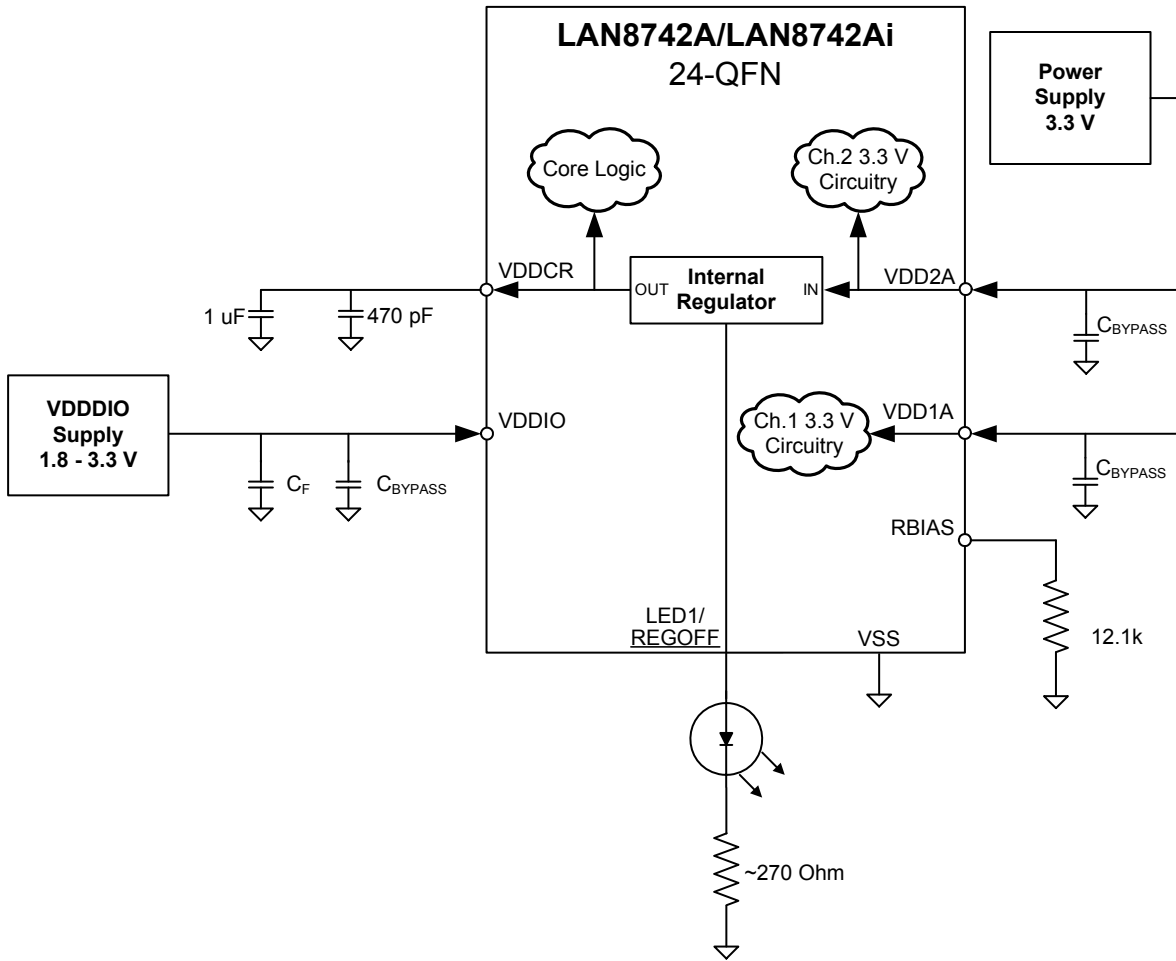 LAN8742A/LAN8742Ai
24-QFN
Power
Supply
3.3 V
Core Logic
Ch.2 3.3 V
Circuitry
VDDCR
OUT
Internal
Regulator
IN
VDD2A
1 uF
470 pF
CBYPASS
VDDDIO
Supply
1.8 - 3.3 V
VDDIO
Ch.1 3.3 V
Circuitry
VDD1A
CF
CBYPASS
CBYPASS
RBIAS
LED1/
REGOFF
VSS
12.1k
~270 Ohm